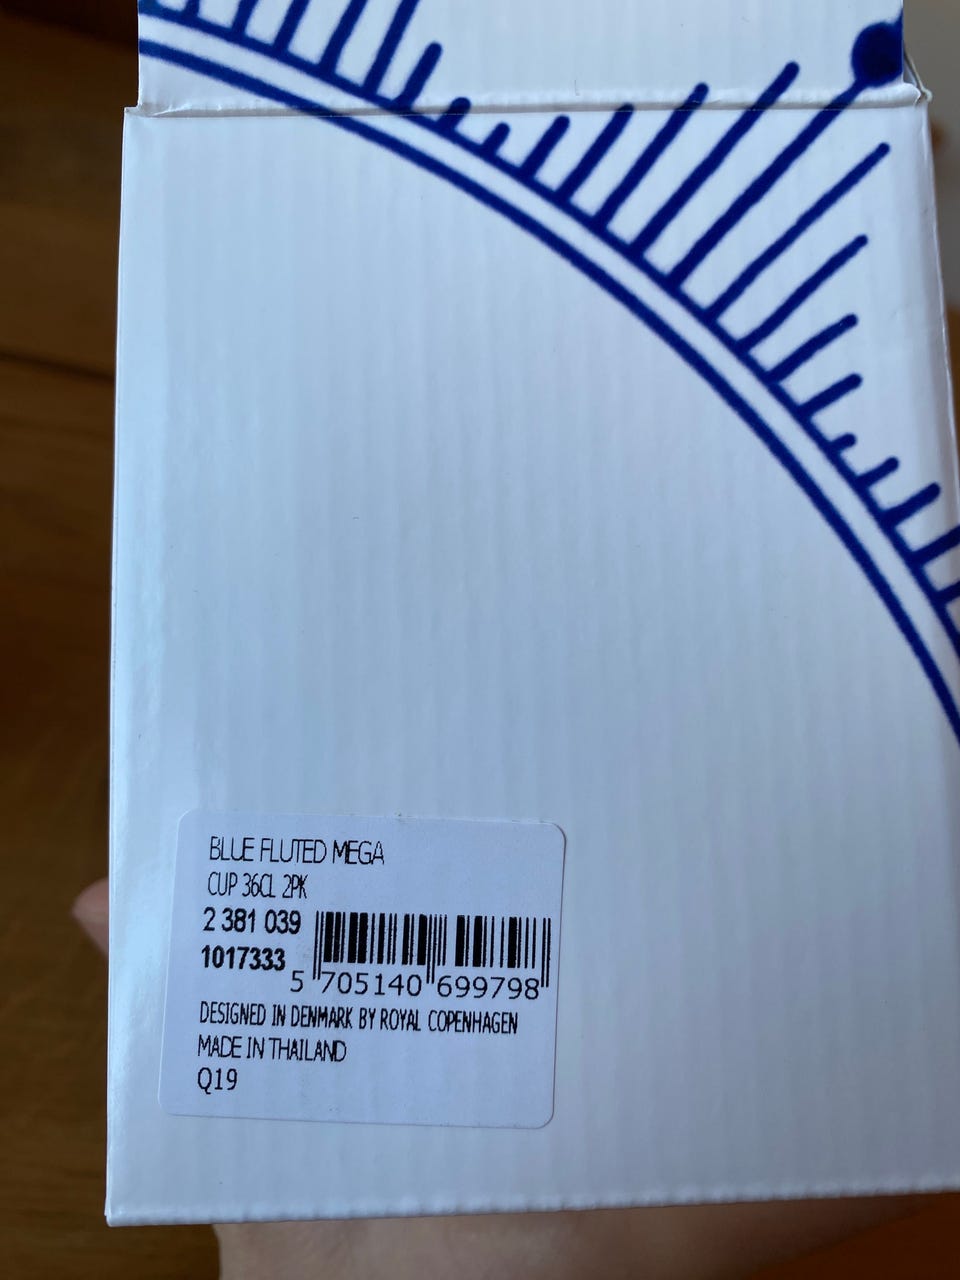 BLUE FLUTED MEGA
CUP 36CL 2PK
2 381 039
1017333
5 705140 699798
DESIGNED IN DENMARK BY ROYAL COPENHAGEN
MADE IN THAILAND
Q19